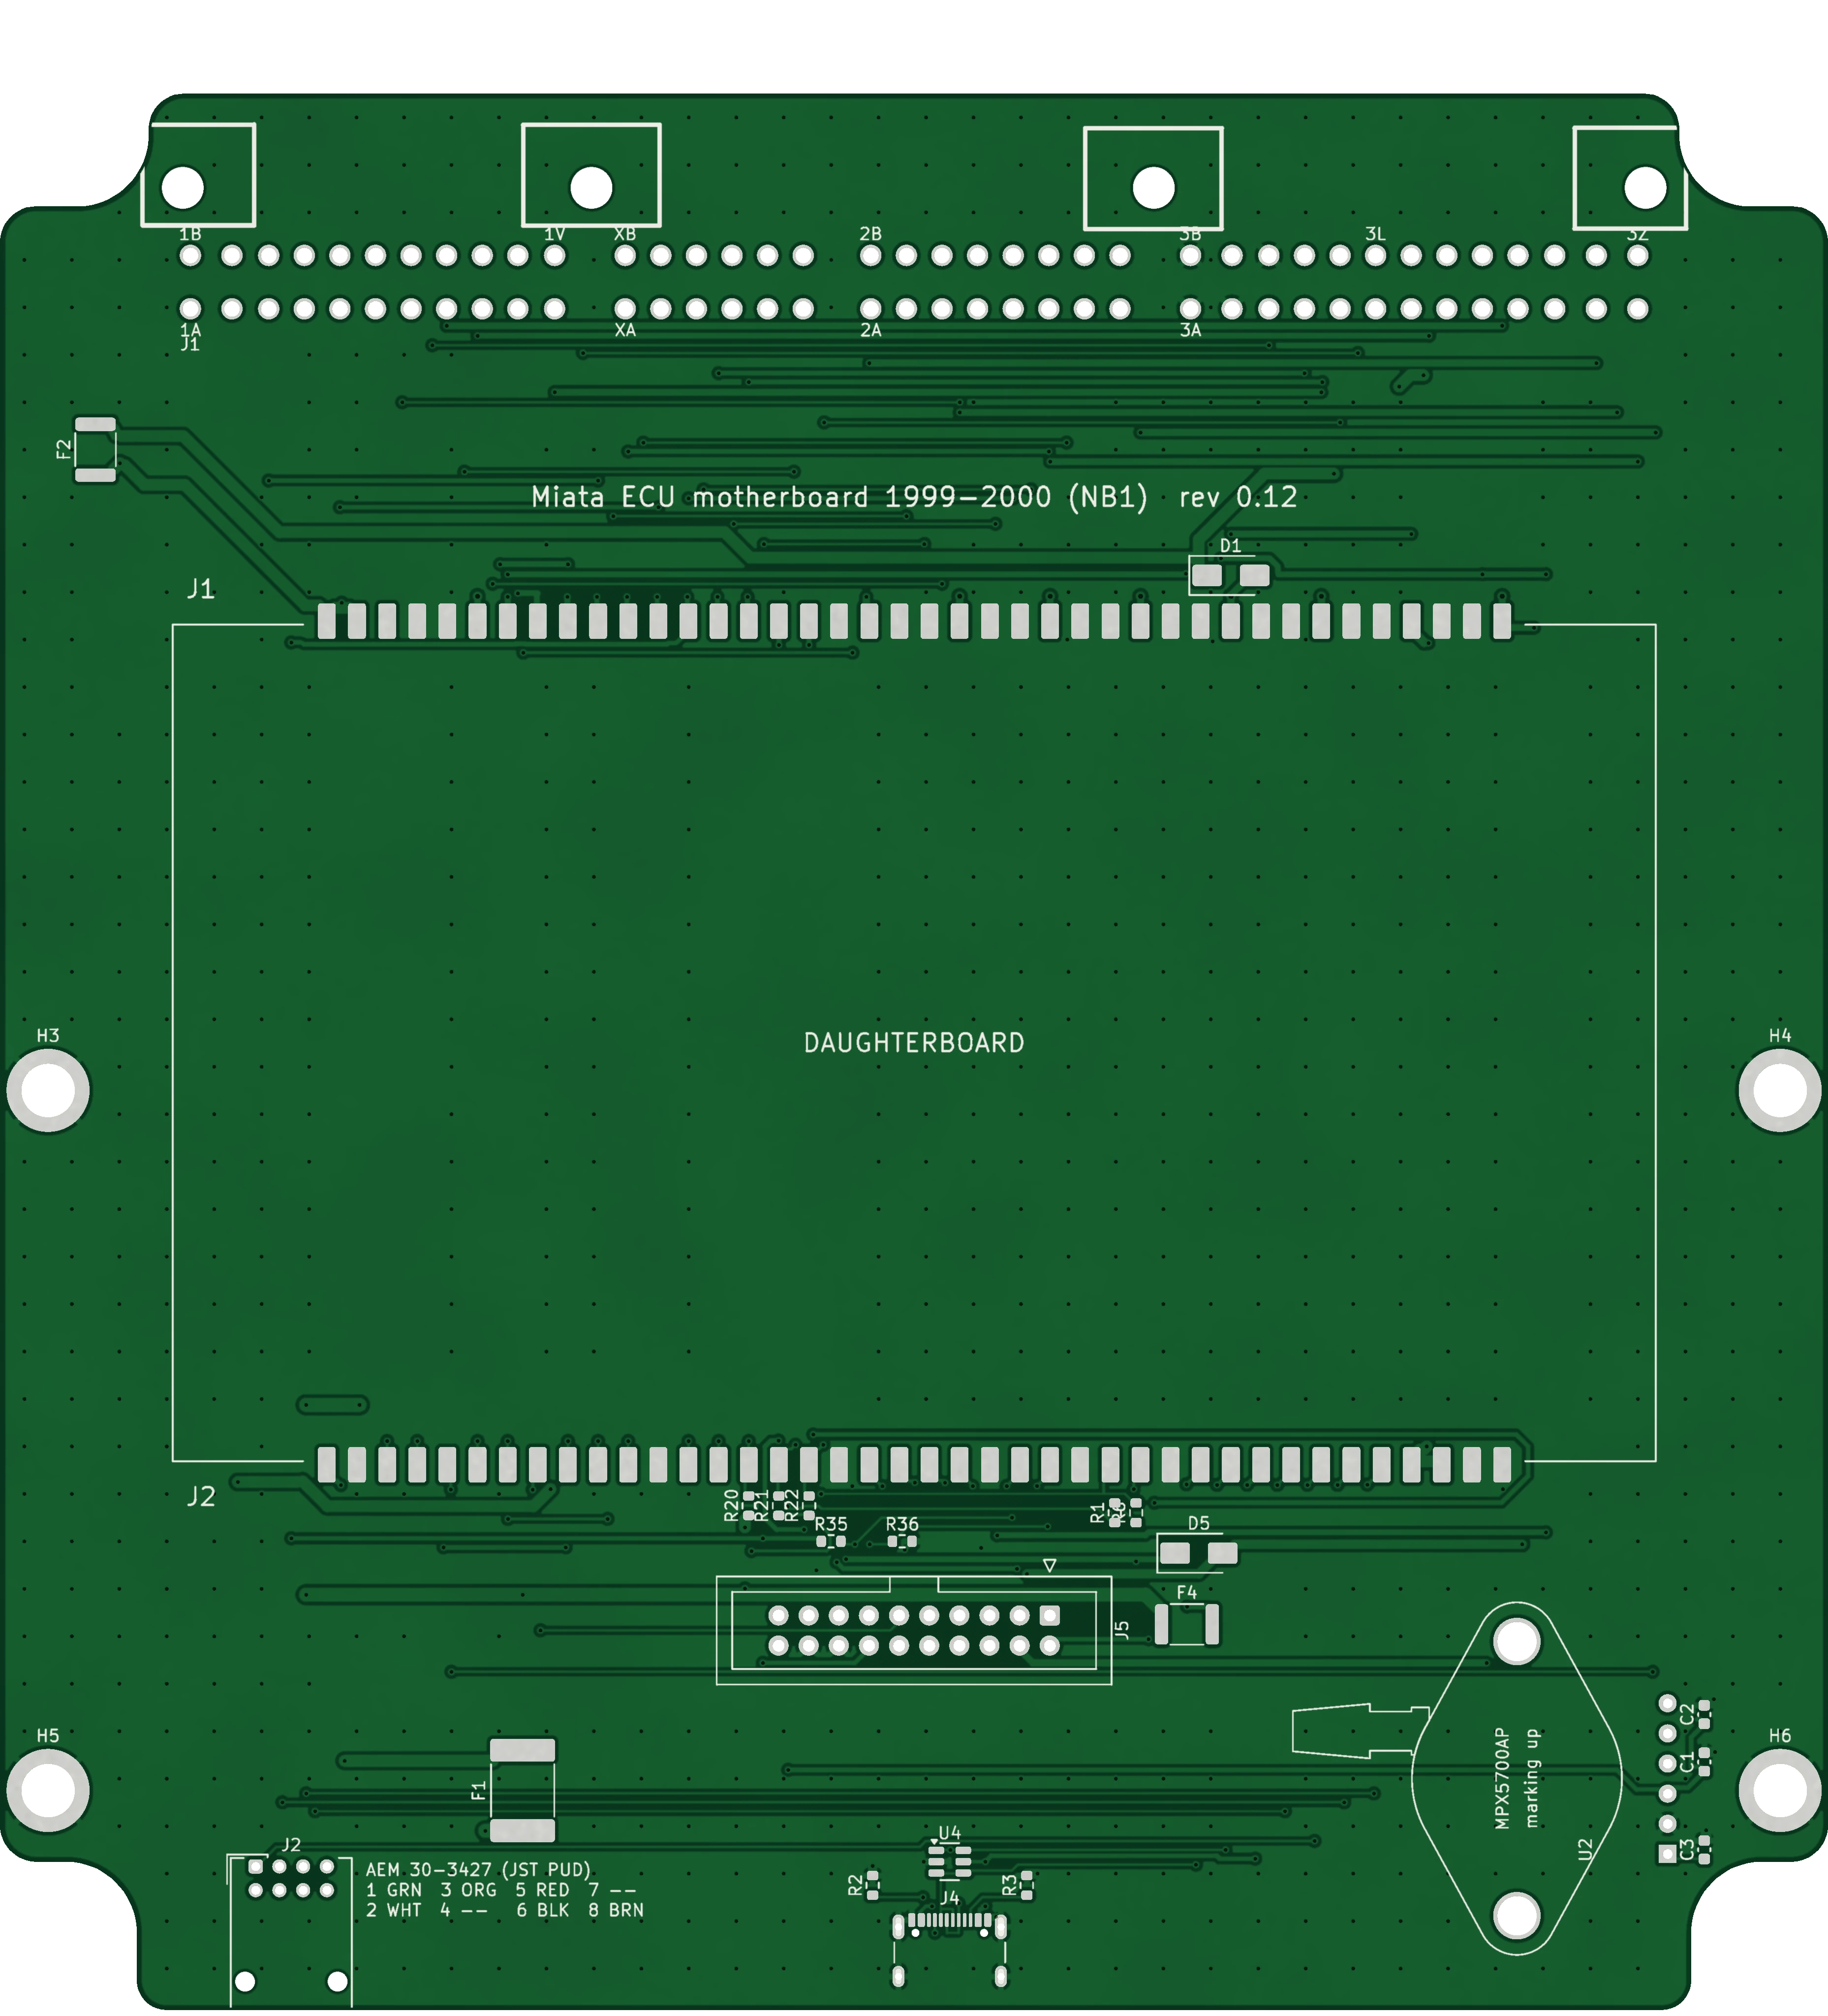 1B 1V XB 2B 3B 3L 3Z
1A XA 2A 3A
J1
F2
Miata ECU motherboard 1999-2000 (NB1) rev 0.12
D1
J1
H3
DAUGHTERBOARD
H4
J2
R20 R21 R22 R1
R35 R36 D5
F4
J5
H5
H6
F1
MPX5700AP
marking up
U2
C2
C1
C3
J2
U4
AEM 30-3427 (JST PUD)
1 GRN 3 ORG 5 RED 7 --
2 WHT 4 -- 6 BLK 8 BRN
R2 R3
J4